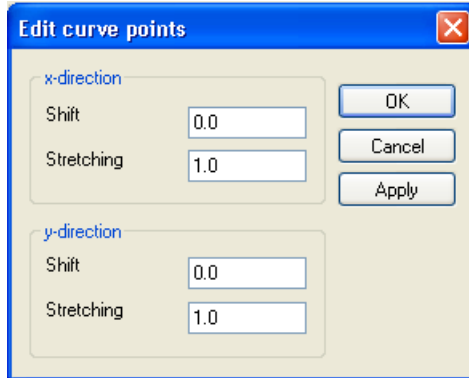 Edit curve points
x-direction
Shift 0.0
Stretching 1.0
OK
Cancel
Apply
y-direction
Shift 0.0
Stretching 1.0